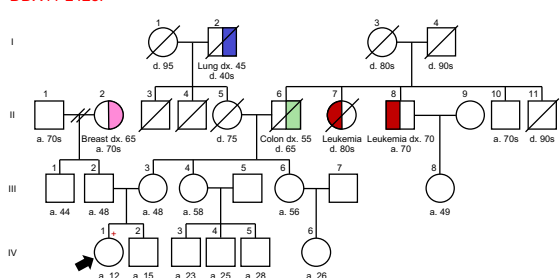 1 2 3 4
I
Lung dx. 45
d. 95 d. 40s d. 80s d. 90s
1 2 3 4 5 6 7 8 9 10 11
II
a. 70s Breast dx. 65 d. 75 Colon dx. 55 Leukemia Leukemia dx. 70 a. 70s d. 90s
a. 70s d. 65 d. 80s a. 70
1 2 3 4 5 6 7 8
III
a. 44 a. 48 a. 48 a. 58 a. 56 a. 49
1 + 2 3 4 5 6
IV
a. 12 a. 15 a. 23 a. 25 a. 28 a. 26